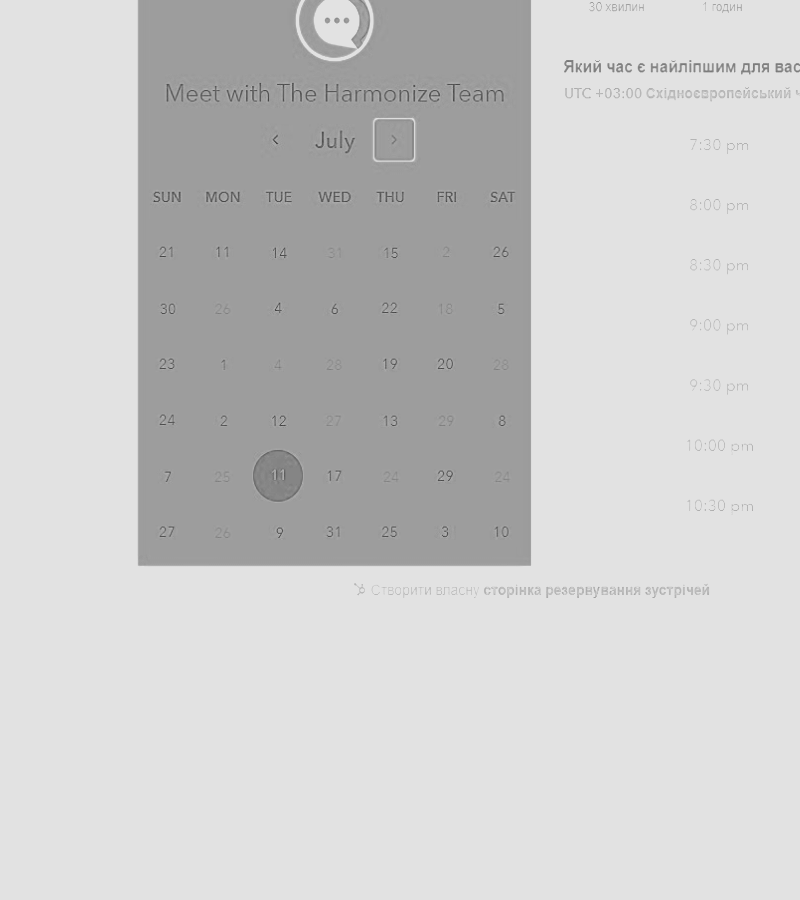 30 хвилин 1 годин
Який час є найліпшим для вас
Meet with The Harmonize Team
UTC +03:00 Східноєвропейський ч
July
7:30 pm
SUN MON TUE WED THU FRI SAT
8:00 pm
21 11 14 31 15 2 26
8:30 pm
30 26 4 6 22 18 5
9:00 pm
23 1 4 28 19 20 28
9:30 pm
24 2 12 27 13 29 8
10:00 pm
7 25 11 17 24 29 24
10:30 pm
27 26 9 31 25 3 10
Створити власну сторінка резервування зустрічей